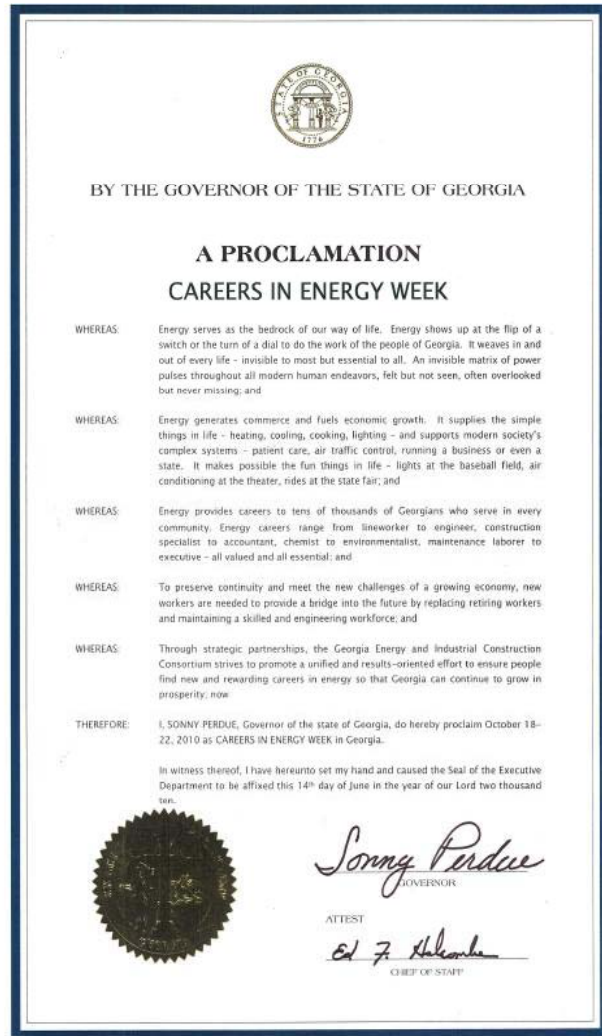 STATE OF GEORGIA
1776
BY THE GOVERNOR OF THE STATE OF GEORGIA
A PROCLAMATION
CAREERS IN ENERGY WEEK
WHEREAS: Energy serves as the bedrock of our way of life. Energy shows up at the flip of a
switch or the turn of a dial to do the work of the people of Georgia. It weaves in and
out of every life - invisible to most but essential to all. An invisible matrix of power
pulses throughout all modern human endeavors, felt but not seen, often overlooked
but never missing; and
WHEREAS: Energy generates commerce and fuels economic growth. It supplies the simple
things in life - heating, cooling, cooking, lighting - and supports modern society's
complex systems - patient care, air traffic control, running a business or even a
state. It makes possible the fun things in life - lights at the baseball field, air
conditioning at the theater, rides at the state fair; and
WHEREAS: Energy provides careers to tens of thousands of Georgians who serve in every
community. Energy careers range from lineworker to engineer, construction
specialist to accountant, chemist to environmentalist, maintenance laborer to
executive - all valued and all essential; and
WHEREAS: To preserve continuity and meet the new challenges of a growing economy, new
workers are needed to provide a bridge into the future by replacing retiring workers
and maintaining a skilled and engineering workforce; and
WHEREAS: Through strategic partnerships, the Georgia Energy and Industrial Construction
Consortium strives to promote a unified and results-oriented effort to ensure people
find new and rewarding careers in energy so that Georgia can continue to grow in
prosperity; now
THEREFORE: I, SONNY PERDUE, Governor of the state of Georgia, do hereby proclaim October 18-
22, 2010 as CAREERS IN ENERGY WEEK in Georgia.
In witness thereof, I have hereunto set my hand and caused the Seal of the Executive
Department to be affixed this 14th day of June in the year of our Lord two thousand
ten.
Sonny Perdue
GOVERNOR
ATTEST
Ed F. Holcombe
CHIEF OF STAFF